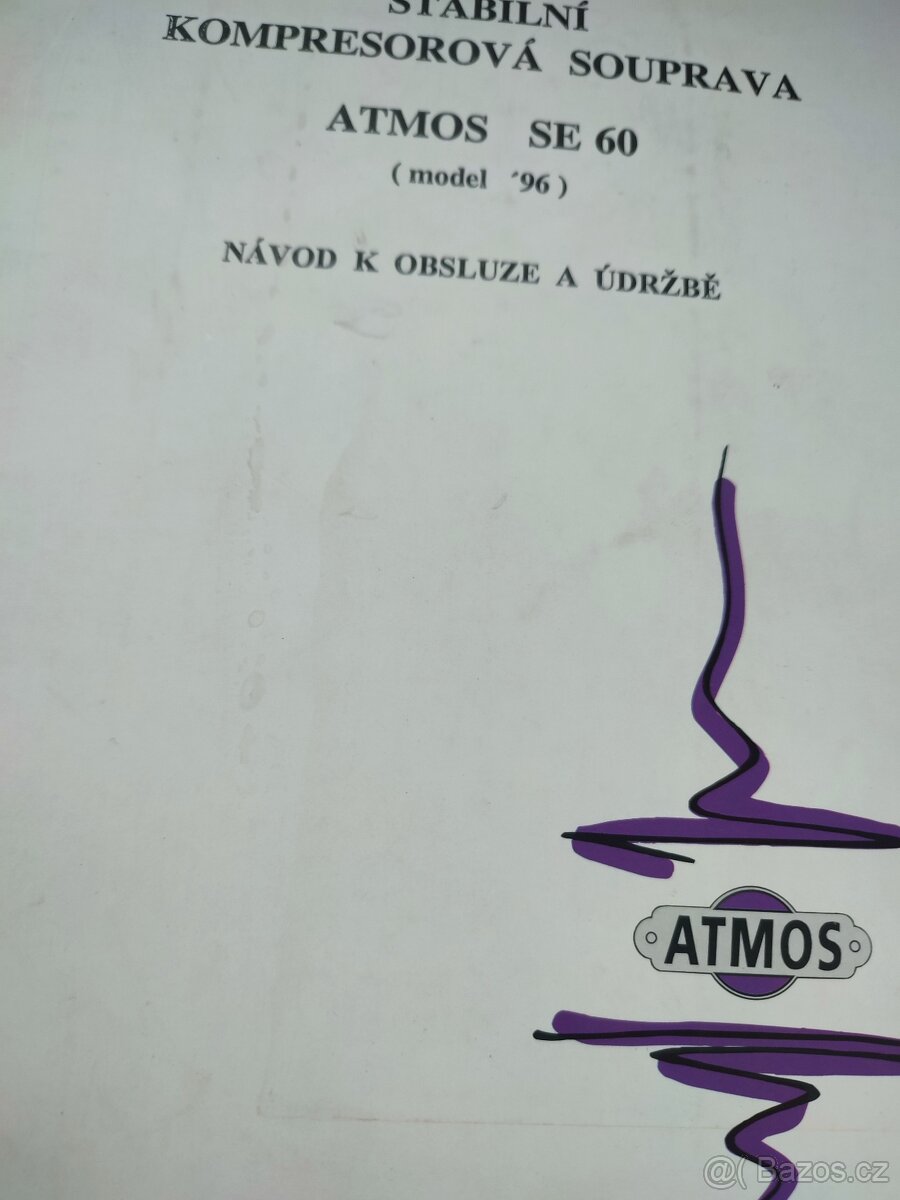 STABILNÍ
KOMPRESOROVÁ SOUPRAVA
ATMOS SE 60
( model ´96 )
NÁVOD K OBSLUZE A ÚDRŽBĚ
ATMOS
@( Bazos.cz